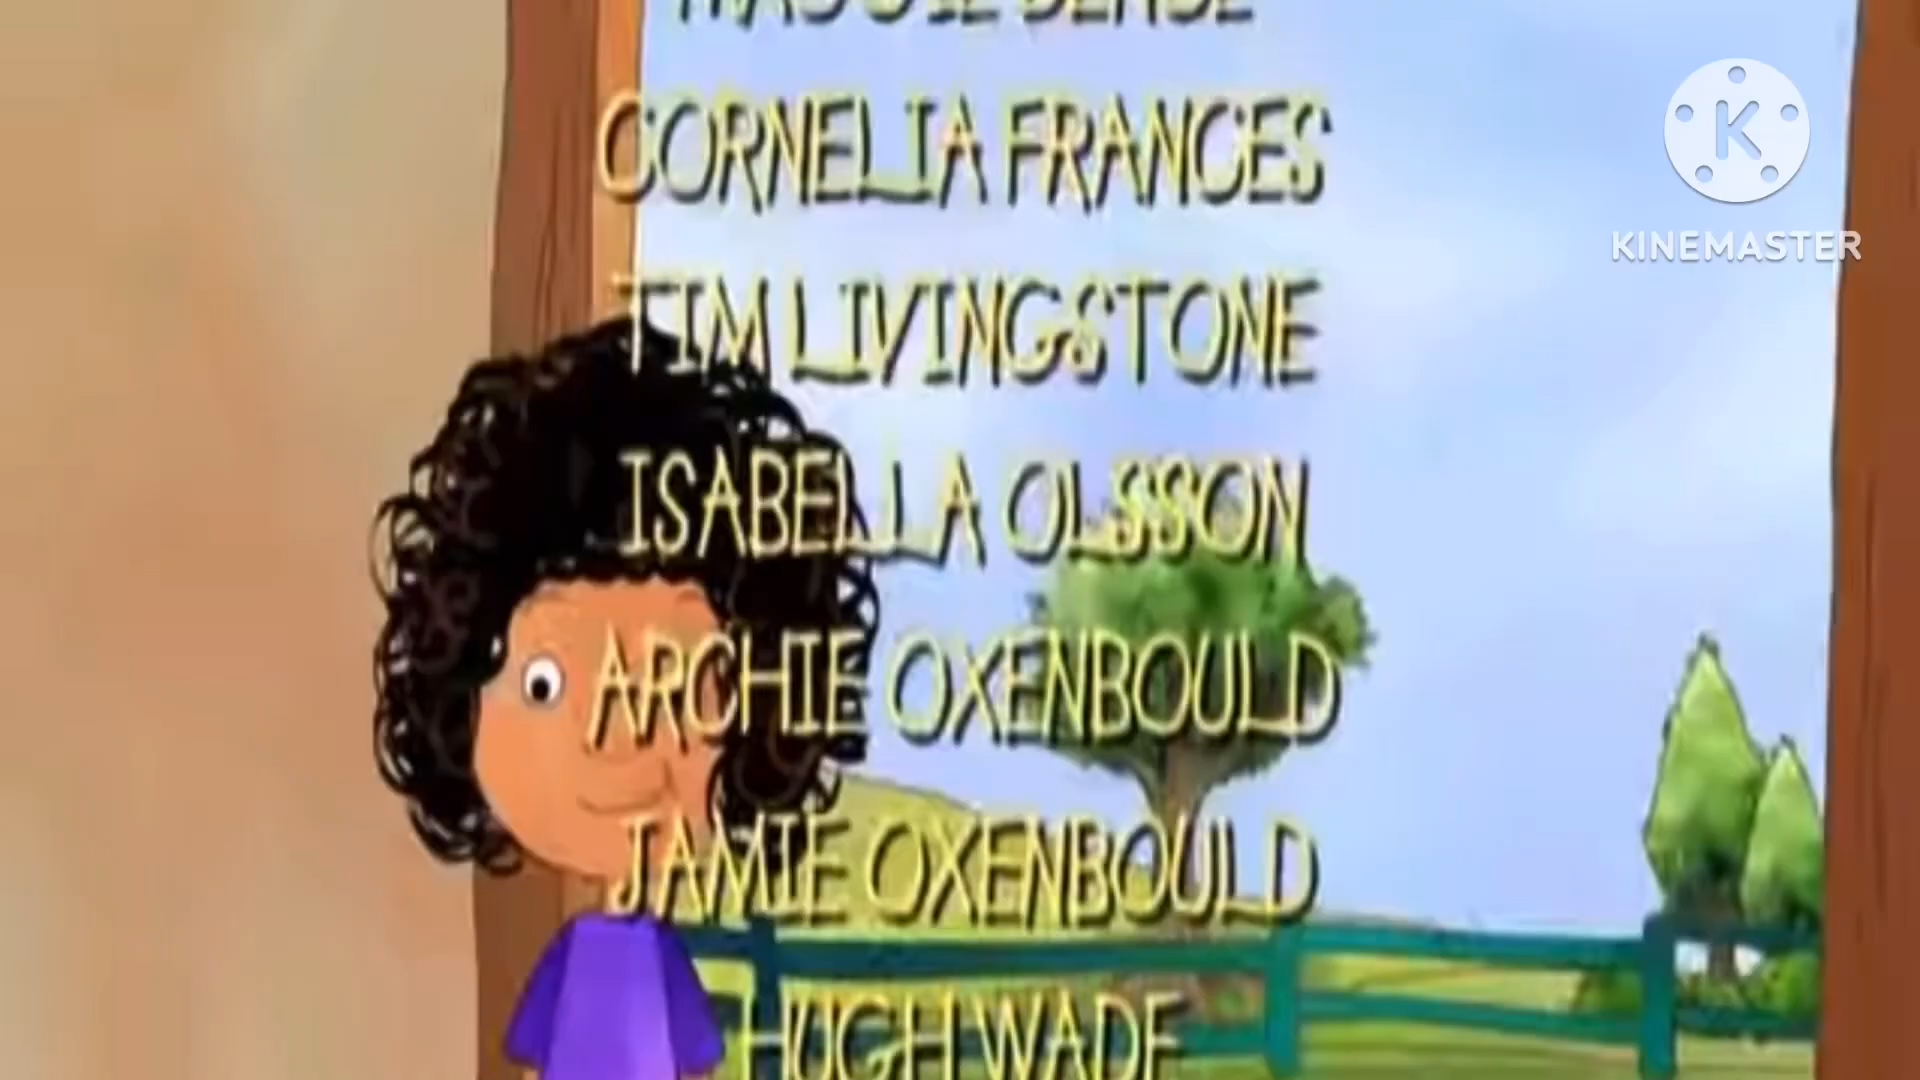 CORNELIA FRANCES
TIM LIVINGSTONE
ISABELLA OLSSON
ARCHIE OXENBOULD
JAMIE OXENBOULD
HUGH WADE
K
KINEMASTER